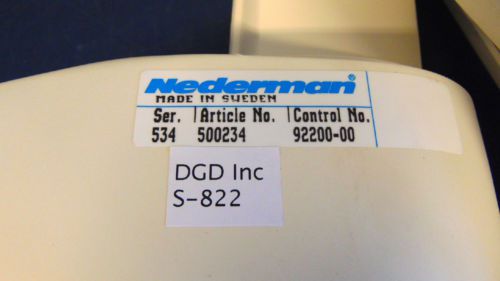 Nederman®
MADE IN SWEDEN
Ser. Article No. Control No.
534 500234 92200-00
DGD Inc
S-822